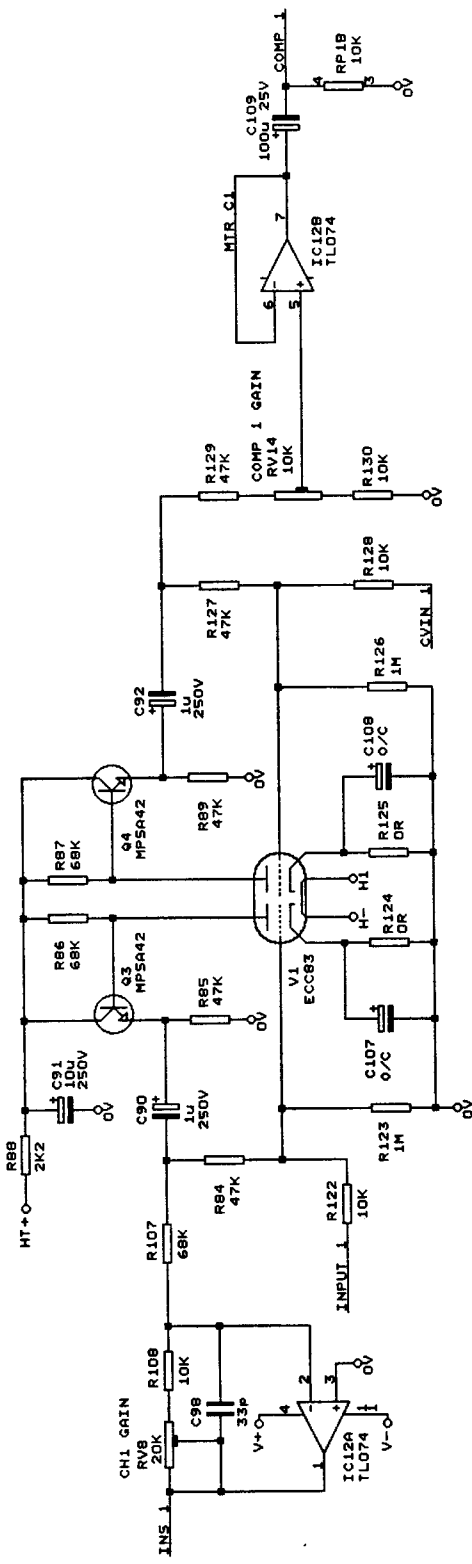 HT+
R88
2K2
C91
+
10u
250V
0V
R86
68K
R87
68K
Q3
MPSA42
Q4
MPSA42
C90
+
1u
250V
R85
47K
0V
R89
47K
0V
C92
+
1u
250V
INS 1
CH1 GAIN
RV8
20K
R108
10K
C98
33p
R107
68K
R84
47K
INPUT 1
R122
10K
V+
4
2
-
3
+
0V
1
11
V-
IC12A
TL074
V1
ECC83
H-
H1
R123
1M
0V
C107
+
O/C
R124
0R
R125
0R
C108
+
O/C
R126
1M
R127
47K
R128
10K
CVIN 1
R129
47K
COMP 1 GAIN
RV14
10K
R130
10K
0V
MTR C1
6
-
5
+
7
IC12B
TL074
C109
+
100u 25V
COMP 1
4
RP1B
10K
3
0V